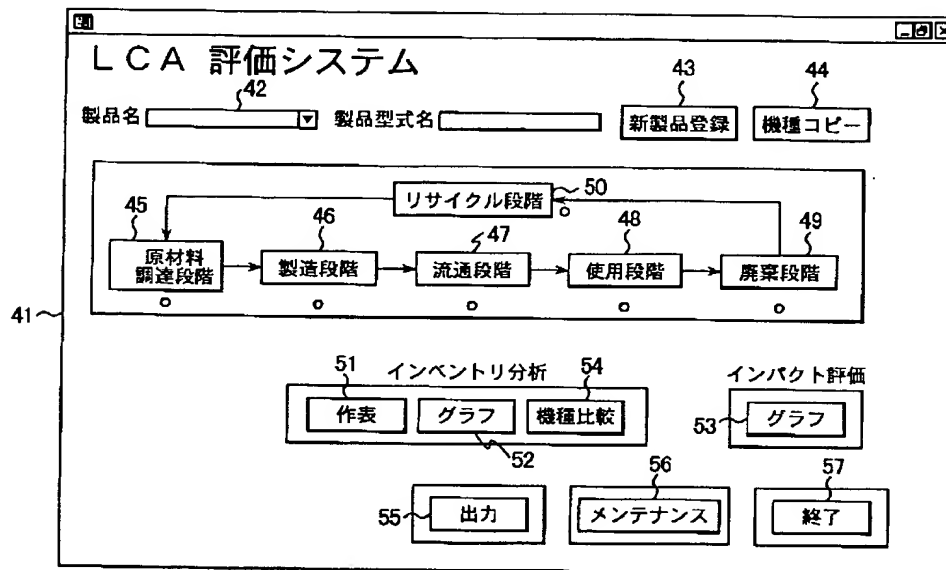 LCA 評価システム
43
44
42
製品名
製品型式名
新製品登録
機種コピー
リサイクル段階
50
45
46
47
48
49
原材料
調達段階
製造段階
流通段階
使用段階
廃棄段階
41
51
インベントリ分析
54
インパクト評価
作表
グラフ
機種比較
53
グラフ
52
56
57
55
出力
メンテナンス
終了